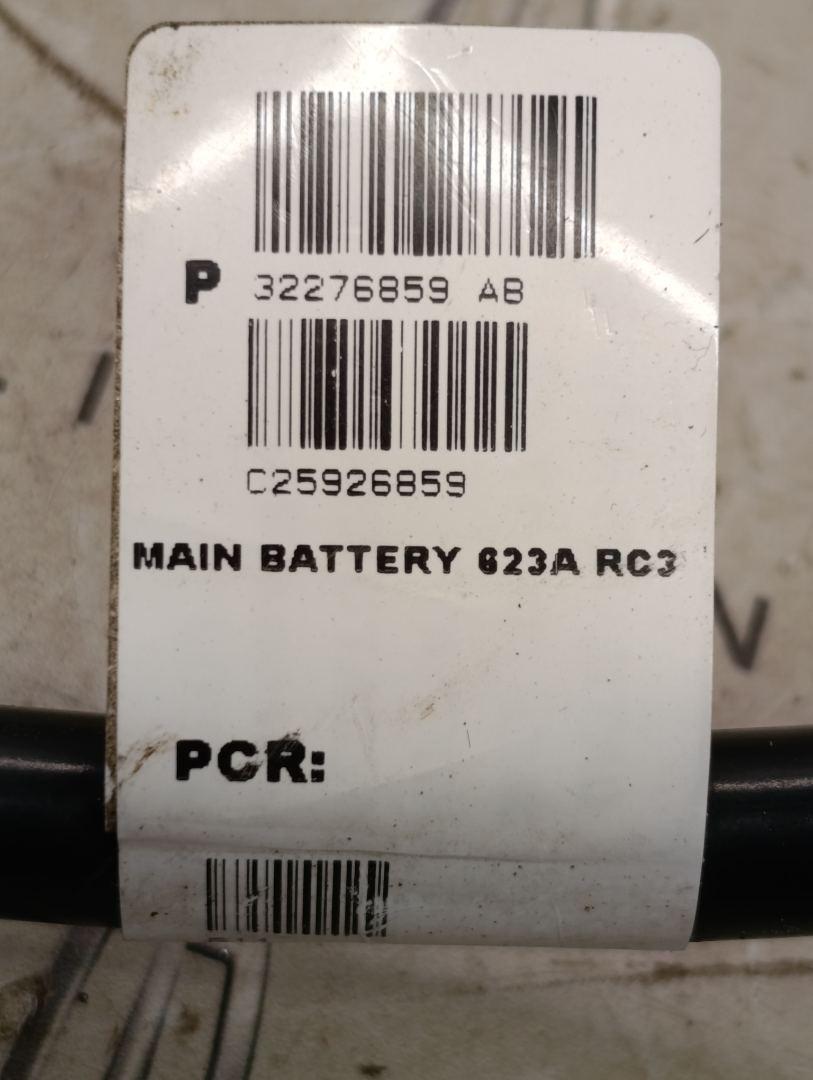 P 32276859 AB
C25926859
MAIN BATTERY 623A RC3
PCR: